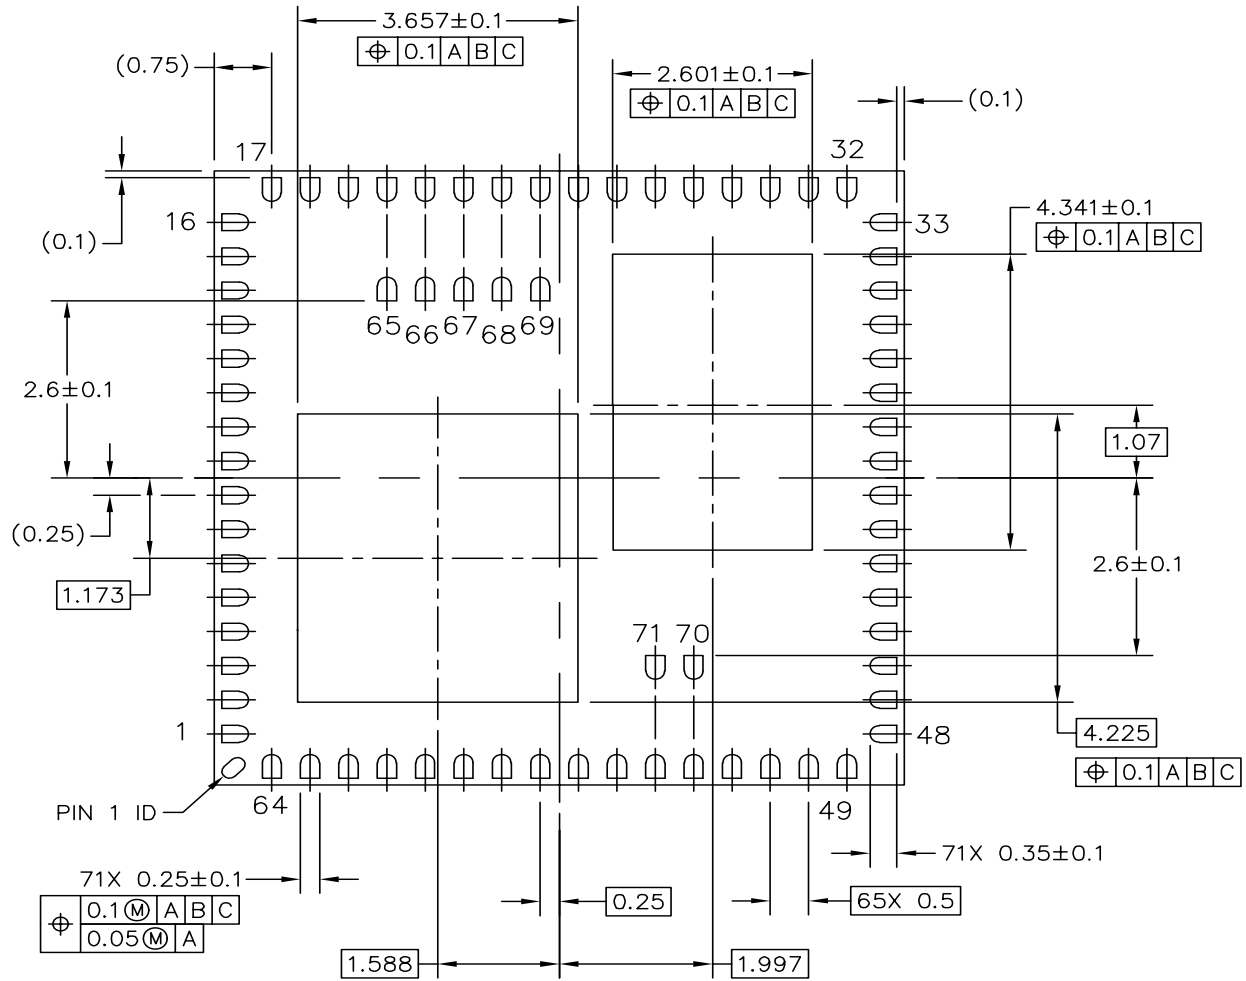 3.657±0.1
⌖ 0.1 A B C
(0.75)
2.601±0.1
⌖ 0.1 A B C
(0.1)
17
32
16
33
4.341±0.1
⌖ 0.1 A B C
(0.1)
65 66 67 68 69
2.6±0.1
1.07
(0.25)
2.6±0.1
1.173
71 70
1
48
4.225
⌖ 0.1 A B C
PIN 1 ID
64
49
71X 0.35±0.1
71X 0.25±0.1
⌖ 0.1Ⓜ A B C
0.05Ⓜ A
0.25
65X 0.5
1.588
1.997